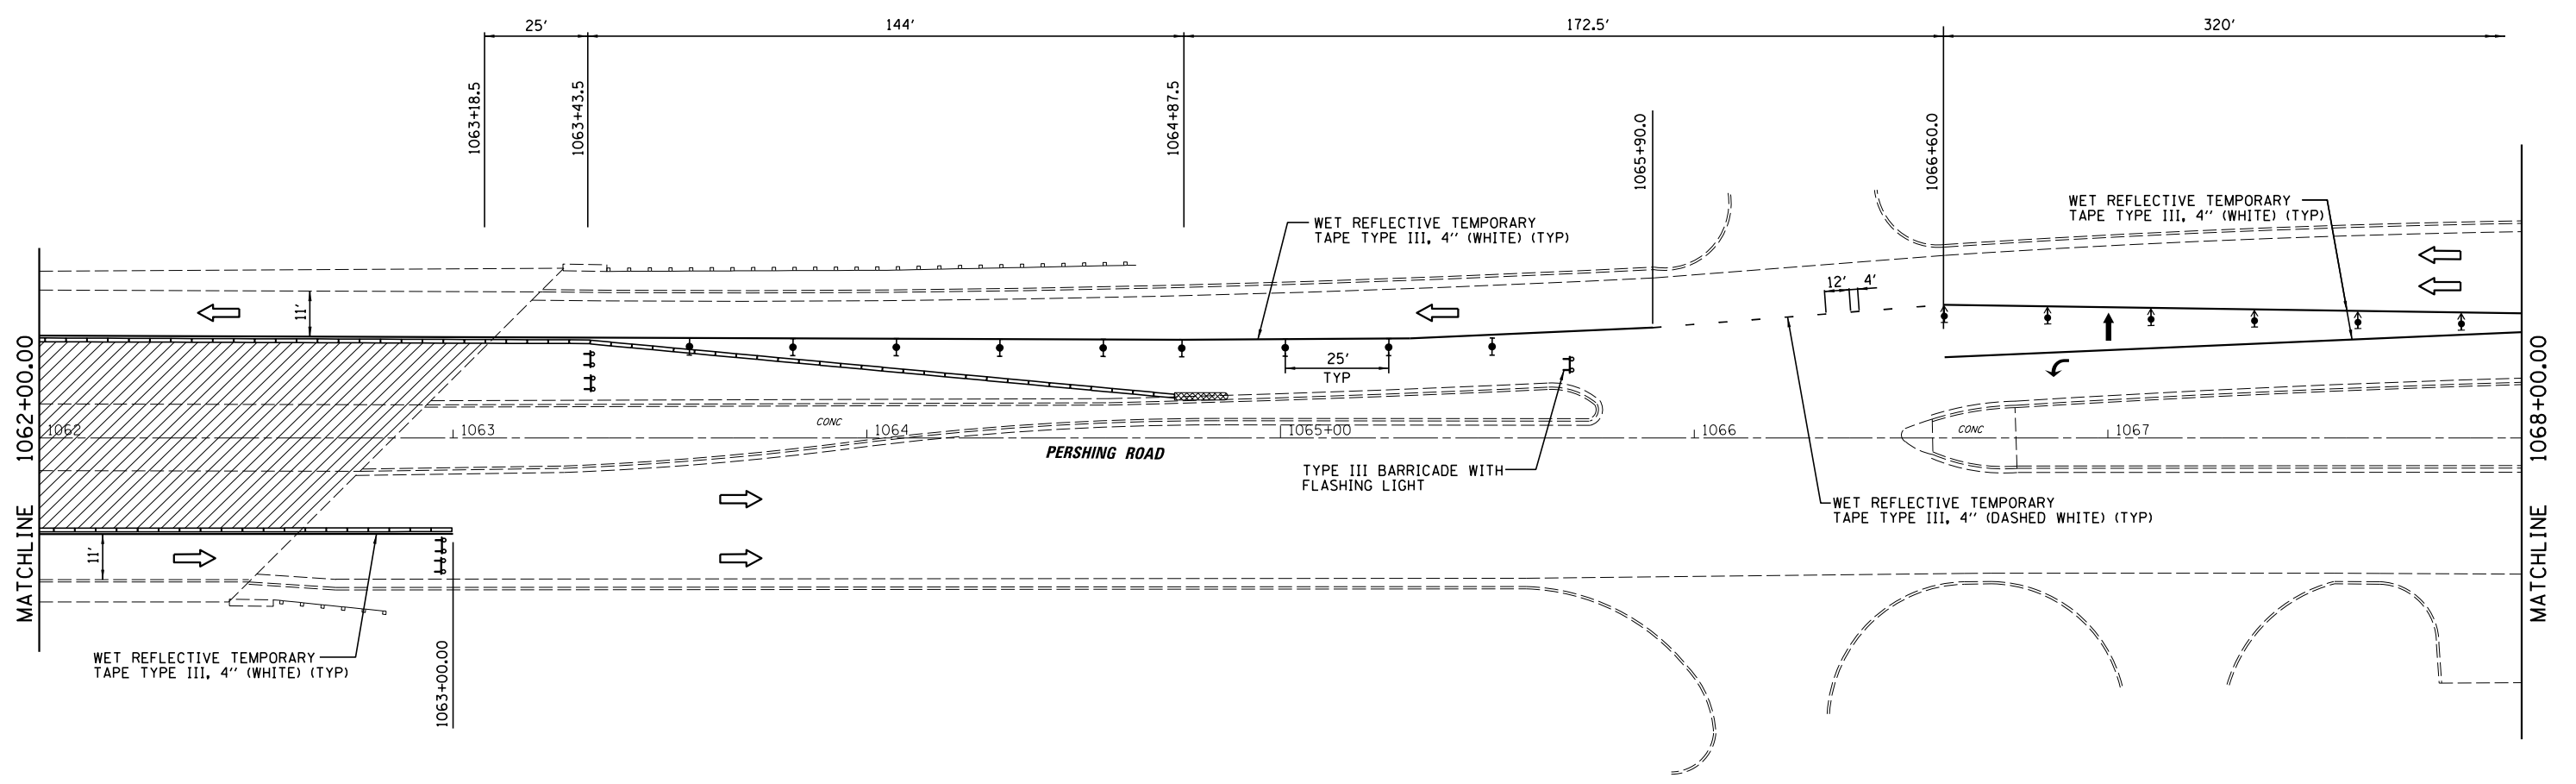 25'
144'
172.5'
320'
1063+18.5
1063+43.5
1064+87.5
1065+90.0
1066+60.0
WET REFLECTIVE TEMPORARY
TAPE TYPE III, 4" (WHITE) (TYP)
WET REFLECTIVE TEMPORARY
TAPE TYPE III, 4" (WHITE) (TYP)
12'
4'
11'
25'
TYP
MATCHLINE 1062+00.00
MATCHLINE 1068+00.00
1062
1063
CONC
1064
1065+00
1066
CONC
1067
PERSHING ROAD
TYPE III BARRICADE WITH
FLASHING LIGHT
WET REFLECTIVE TEMPORARY
TAPE TYPE III, 4" (DASHED WHITE) (TYP)
11'
WET REFLECTIVE TEMPORARY
TAPE TYPE III, 4" (WHITE) (TYP)
1063+00.00